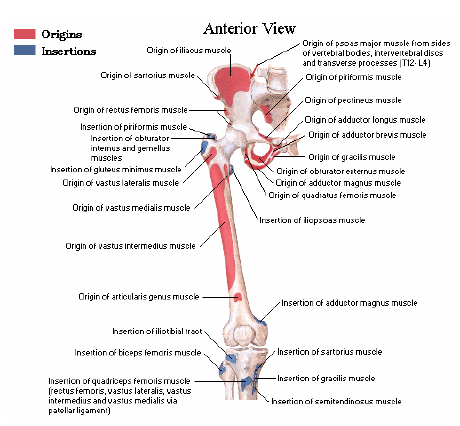 Anterior View
Origins
Insertions
Origin of iliacus muscle
Origin of sartorius muscle
Origin of rectus femoris muscle
Insertion of piriformis muscle
Insertion of obturator
internus and gemellus
muscles
Insertion of gluteus minimus muscle
Origin of vastus lateralis muscle
Origin of vastus medialis muscle
Origin of vastus intermedius muscle
Origin of articularis genus muscle
Insertion of iliotibial tract
Insertion of biceps femoris muscle
Insertion of quadriceps femoris muscle
(rectus femoris, vastus lateralis, vastus
intermedius and vastus medialis via
patellar ligament)
Origin of psoas major muscle from sides
of vertebral bodies, intervertebral discs
and transverse processes (T12- L4)
Origin of piriformis muscle
Origin of pectineus muscle
Origin of adductor longus muscle
Origin of adductor brevis muscle
Origin of gracilis muscle
Origin of obturator externus muscle
Origin of adductor magnus muscle
Origin of quadratus femoris muscle
Insertion of iliopsoas muscle
Insertion of adductor magnus muscle
Insertion of sartorius muscle
Insertion of gracilis muscle
Insertion of semitendinosus muscle